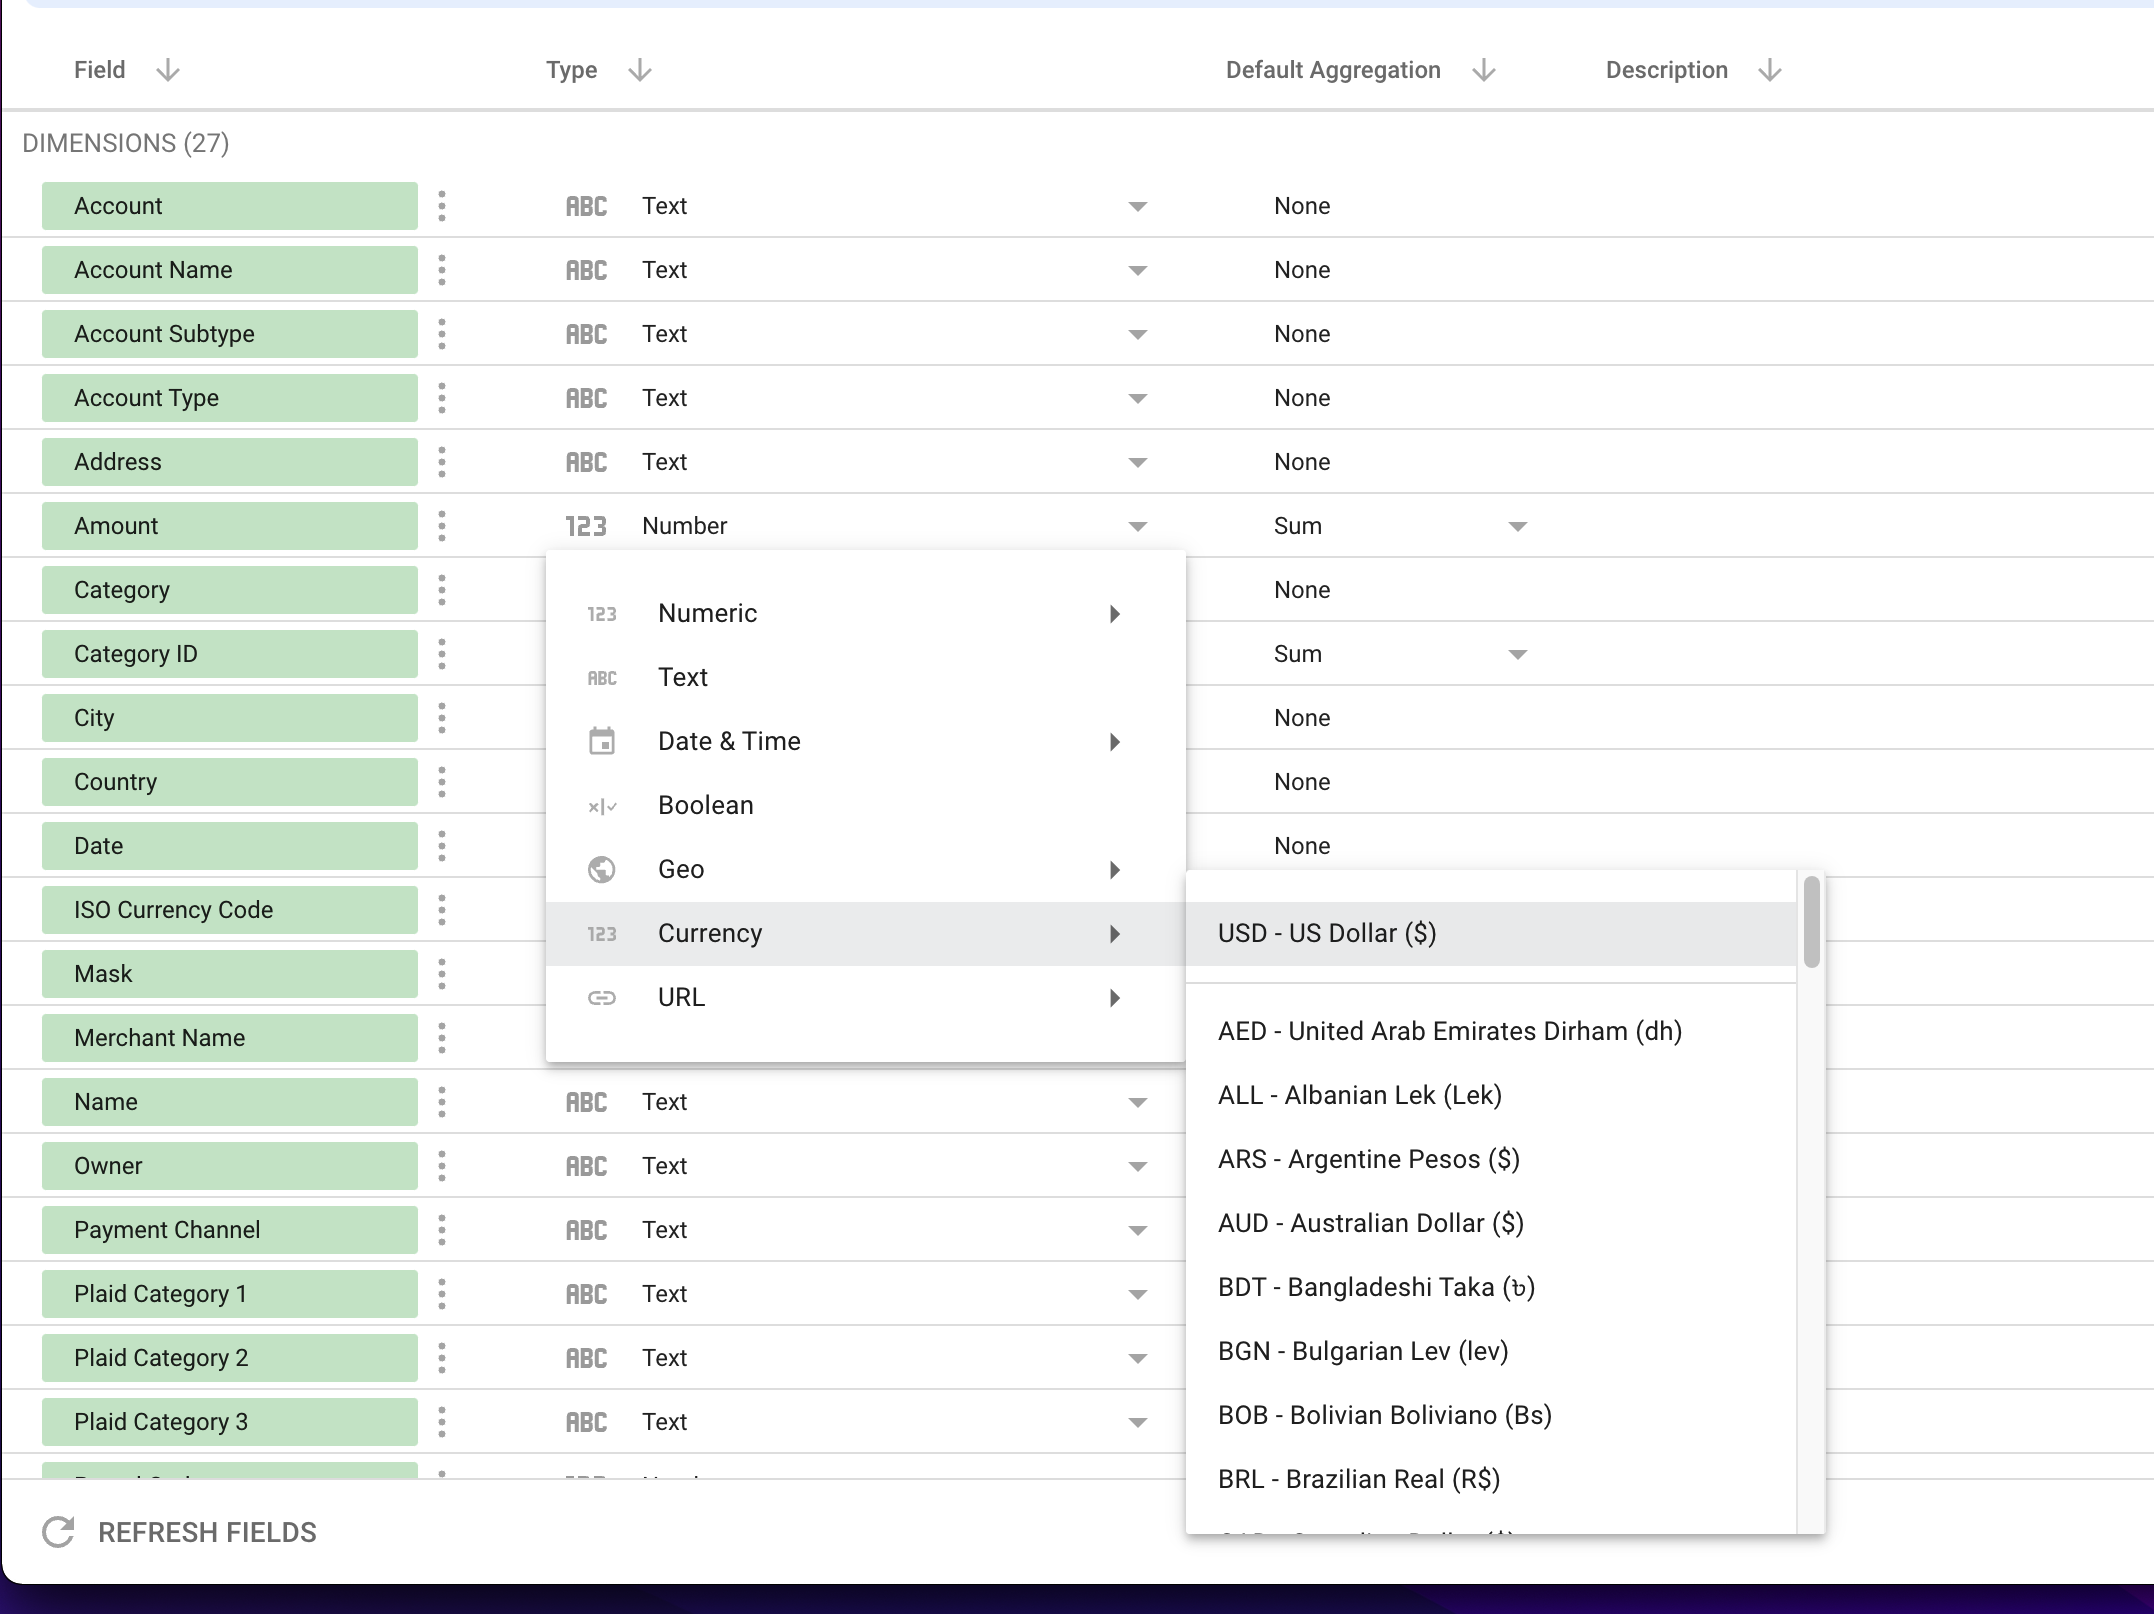 Field Type Default Aggregation Description
DIMENSIONS (27)
Account ABC Text None
Account Name ABC Text None
Account Subtype ABC Text None
Account Type ABC Text None
Address ABC Text None
Amount 123 Number Sum
Category None
Category ID Sum
City None
Country None
Date None
ISO Currency Code
Mask
Merchant Name
Name ABC Text
Owner ABC Text
Payment Channel ABC Text
Plaid Category 1 ABC Text
Plaid Category 2 ABC Text
Plaid Category 3 ABC Text
123 Numeric
ABC Text
Date & Time
Boolean
Geo
123 Currency
URL
USD - US Dollar ($)
AED - United Arab Emirates Dirham (dh)
ALL - Albanian Lek (Lek)
ARS - Argentine Pesos ($)
AUD - Australian Dollar ($)
BDT - Bangladeshi Taka (৳)
BGN - Bulgarian Lev (lev)
BOB - Bolivian Boliviano (Bs)
BRL - Brazilian Real (R$)
REFRESH FIELDS